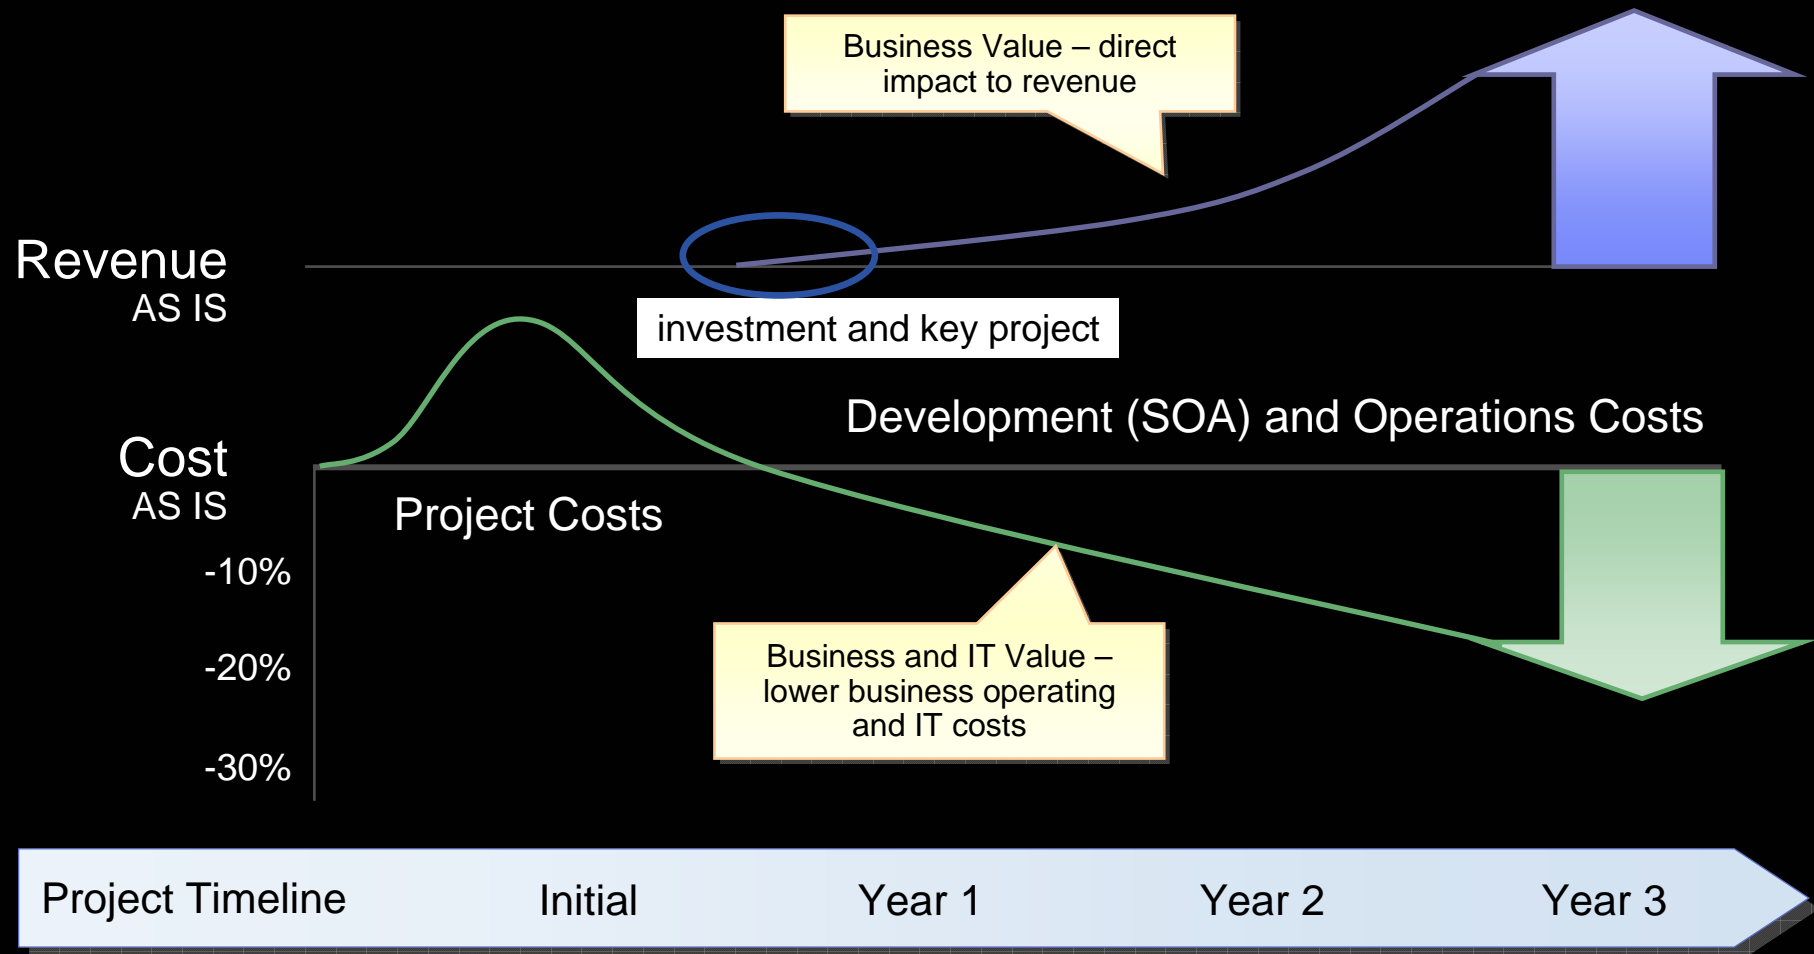 Business Value – direct
impact to revenue
Revenue
AS IS
investment and key project
Development (SOA) and Operations Costs
Cost
AS IS
Project Costs
-10%
-20%
-30%
Business and IT Value –
lower business operating
and IT costs
Project Timeline
Initial
Year 1
Year 2
Year 3